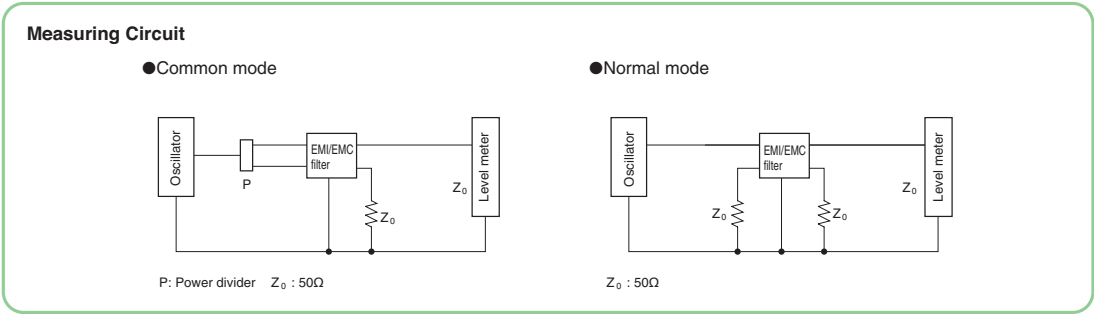 Measuring Circuit
●Common mode
Oscillator
P
EMI/EMC
filter
Z₀
Z₀
Level meter
P: Power divider Z₀ : 50Ω
●Normal mode
Oscillator
EMI/EMC
filter
Z₀
Z₀
Z₀
Level meter
Z₀ : 50Ω